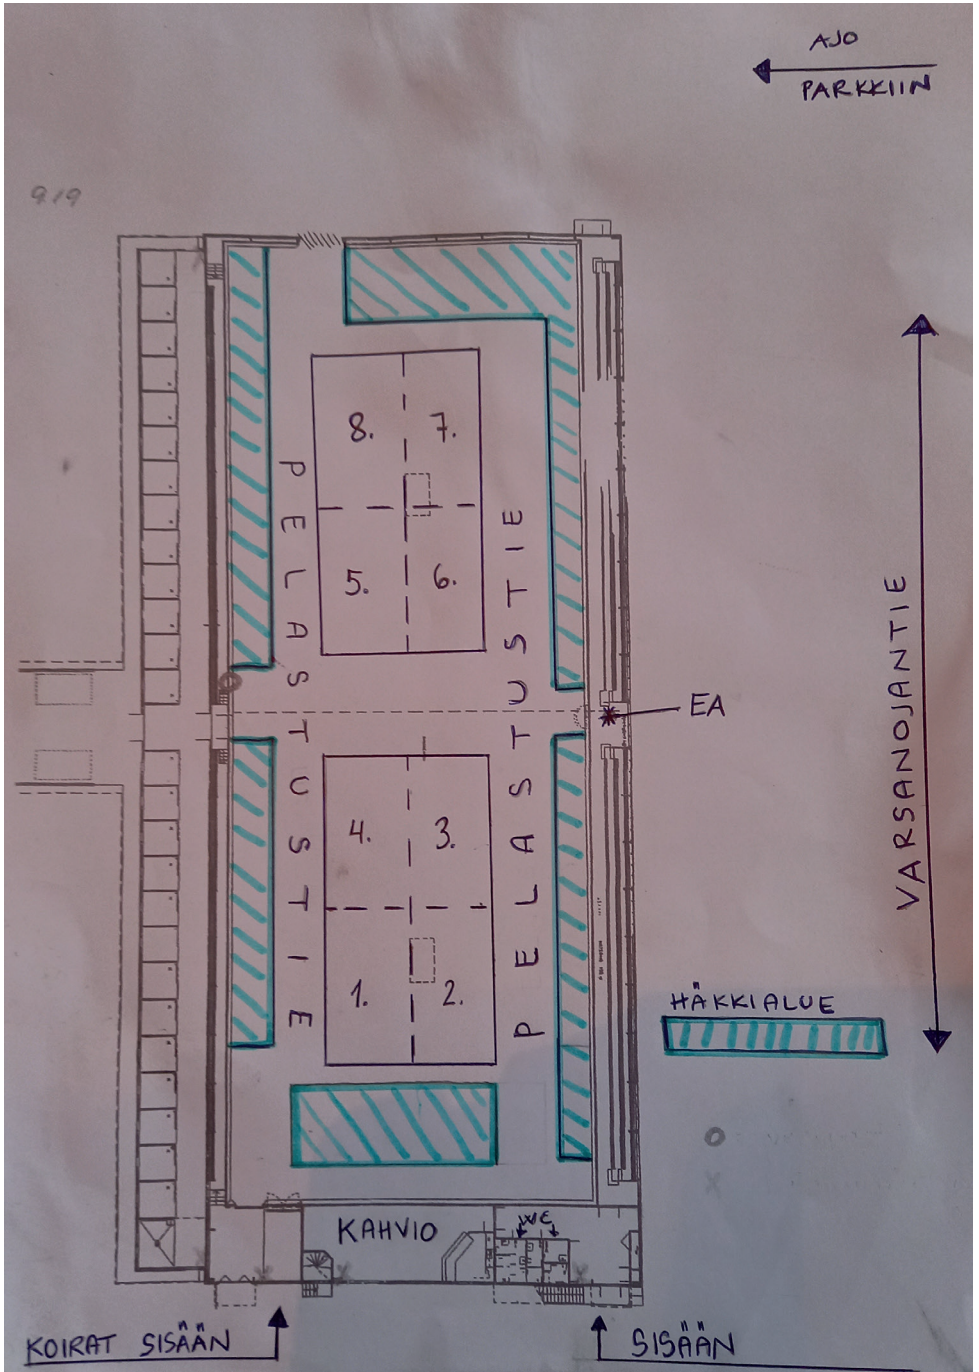 AJO
PARKKIIN
919
8.
7.
5.
6.
PELASTUSTIE
PELASTUSTIE
EA
VARSANOJANTIE
4.
3.
1.
2.
HÄKKIALUE
KAHVIO
WC
KOIRAT SISÄÄN
SISÄÄN